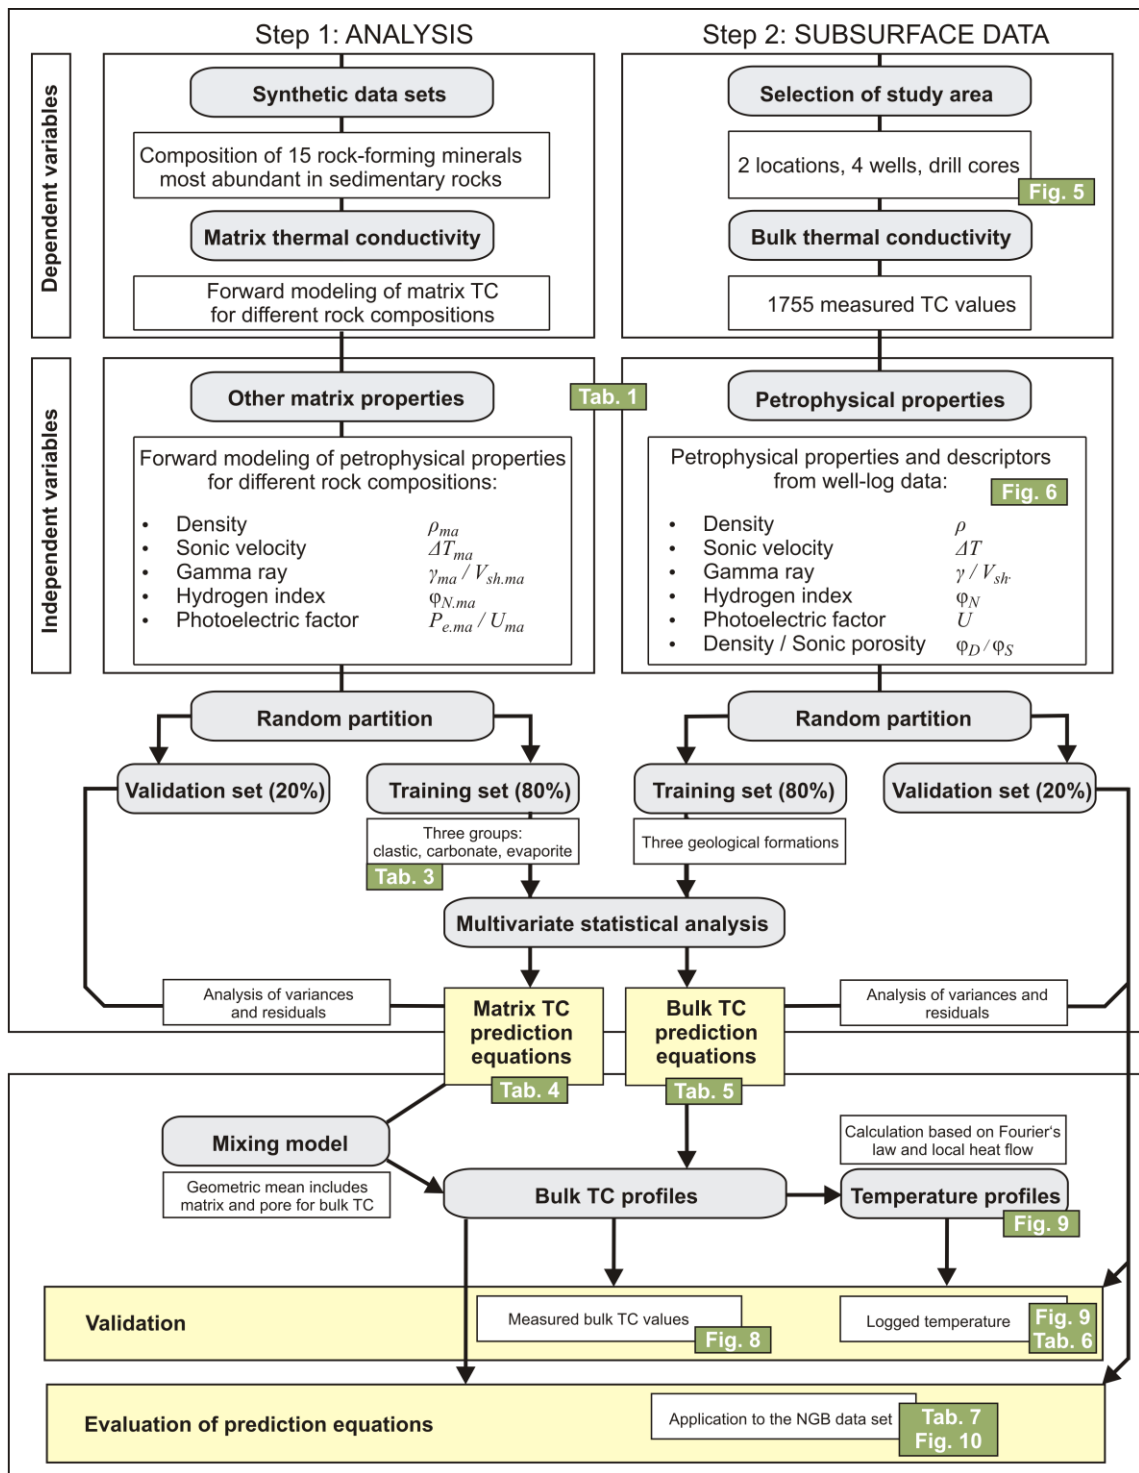 Step 1: ANALYSIS
Step 2: SUBSURFACE DATA
Dependent variables
Synthetic data sets
Composition of 15 rock-forming minerals
most abundant in sedimentary rocks
Matrix thermal conductivity
Forward modeling of matrix TC
for different rock compositions
Selection of study area
2 locations, 4 wells, drill cores
Fig. 5
Bulk thermal conductivity
1755 measured TC values
Independent variables
Other matrix properties
Tab. 1
Forward modeling of petrophysical properties
for different rock compositions:
• Density ρma
• Sonic velocity ΔTma
• Gamma ray γma / Vsh.ma
• Hydrogen index φN.ma
• Photoelectric factor Pe.ma / Uma
Petrophysical properties
Petrophysical properties and descriptors
from well-log data:
Fig. 6
• Density ρ
• Sonic velocity ΔT
• Gamma ray γ / Vsh
• Hydrogen index φN
• Photoelectric factor U
• Density / Sonic porosity φD / φS
Random partition
Random partition
Validation set (20%)
Training set (80%)
Training set (80%)
Validation set (20%)
Three groups:
clastic, carbonate, evaporite
Tab. 3
Three geological formations
Multivariate statistical analysis
Analysis of variances
and residuals
Matrix TC
prediction
equations
Tab. 4
Bulk TC
prediction
equations
Tab. 5
Analysis of variances and
residuals
Mixing model
Geometric mean includes
matrix and pore for bulk TC
Bulk TC profiles
Calculation based on Fourier's
law and local heat flow
Temperature profiles
Fig. 9
Validation
Measured bulk TC values
Fig. 8
Logged temperature
Fig. 9
Tab. 6
Evaluation of prediction equations
Application to the NGB data set
Tab. 7
Fig. 10